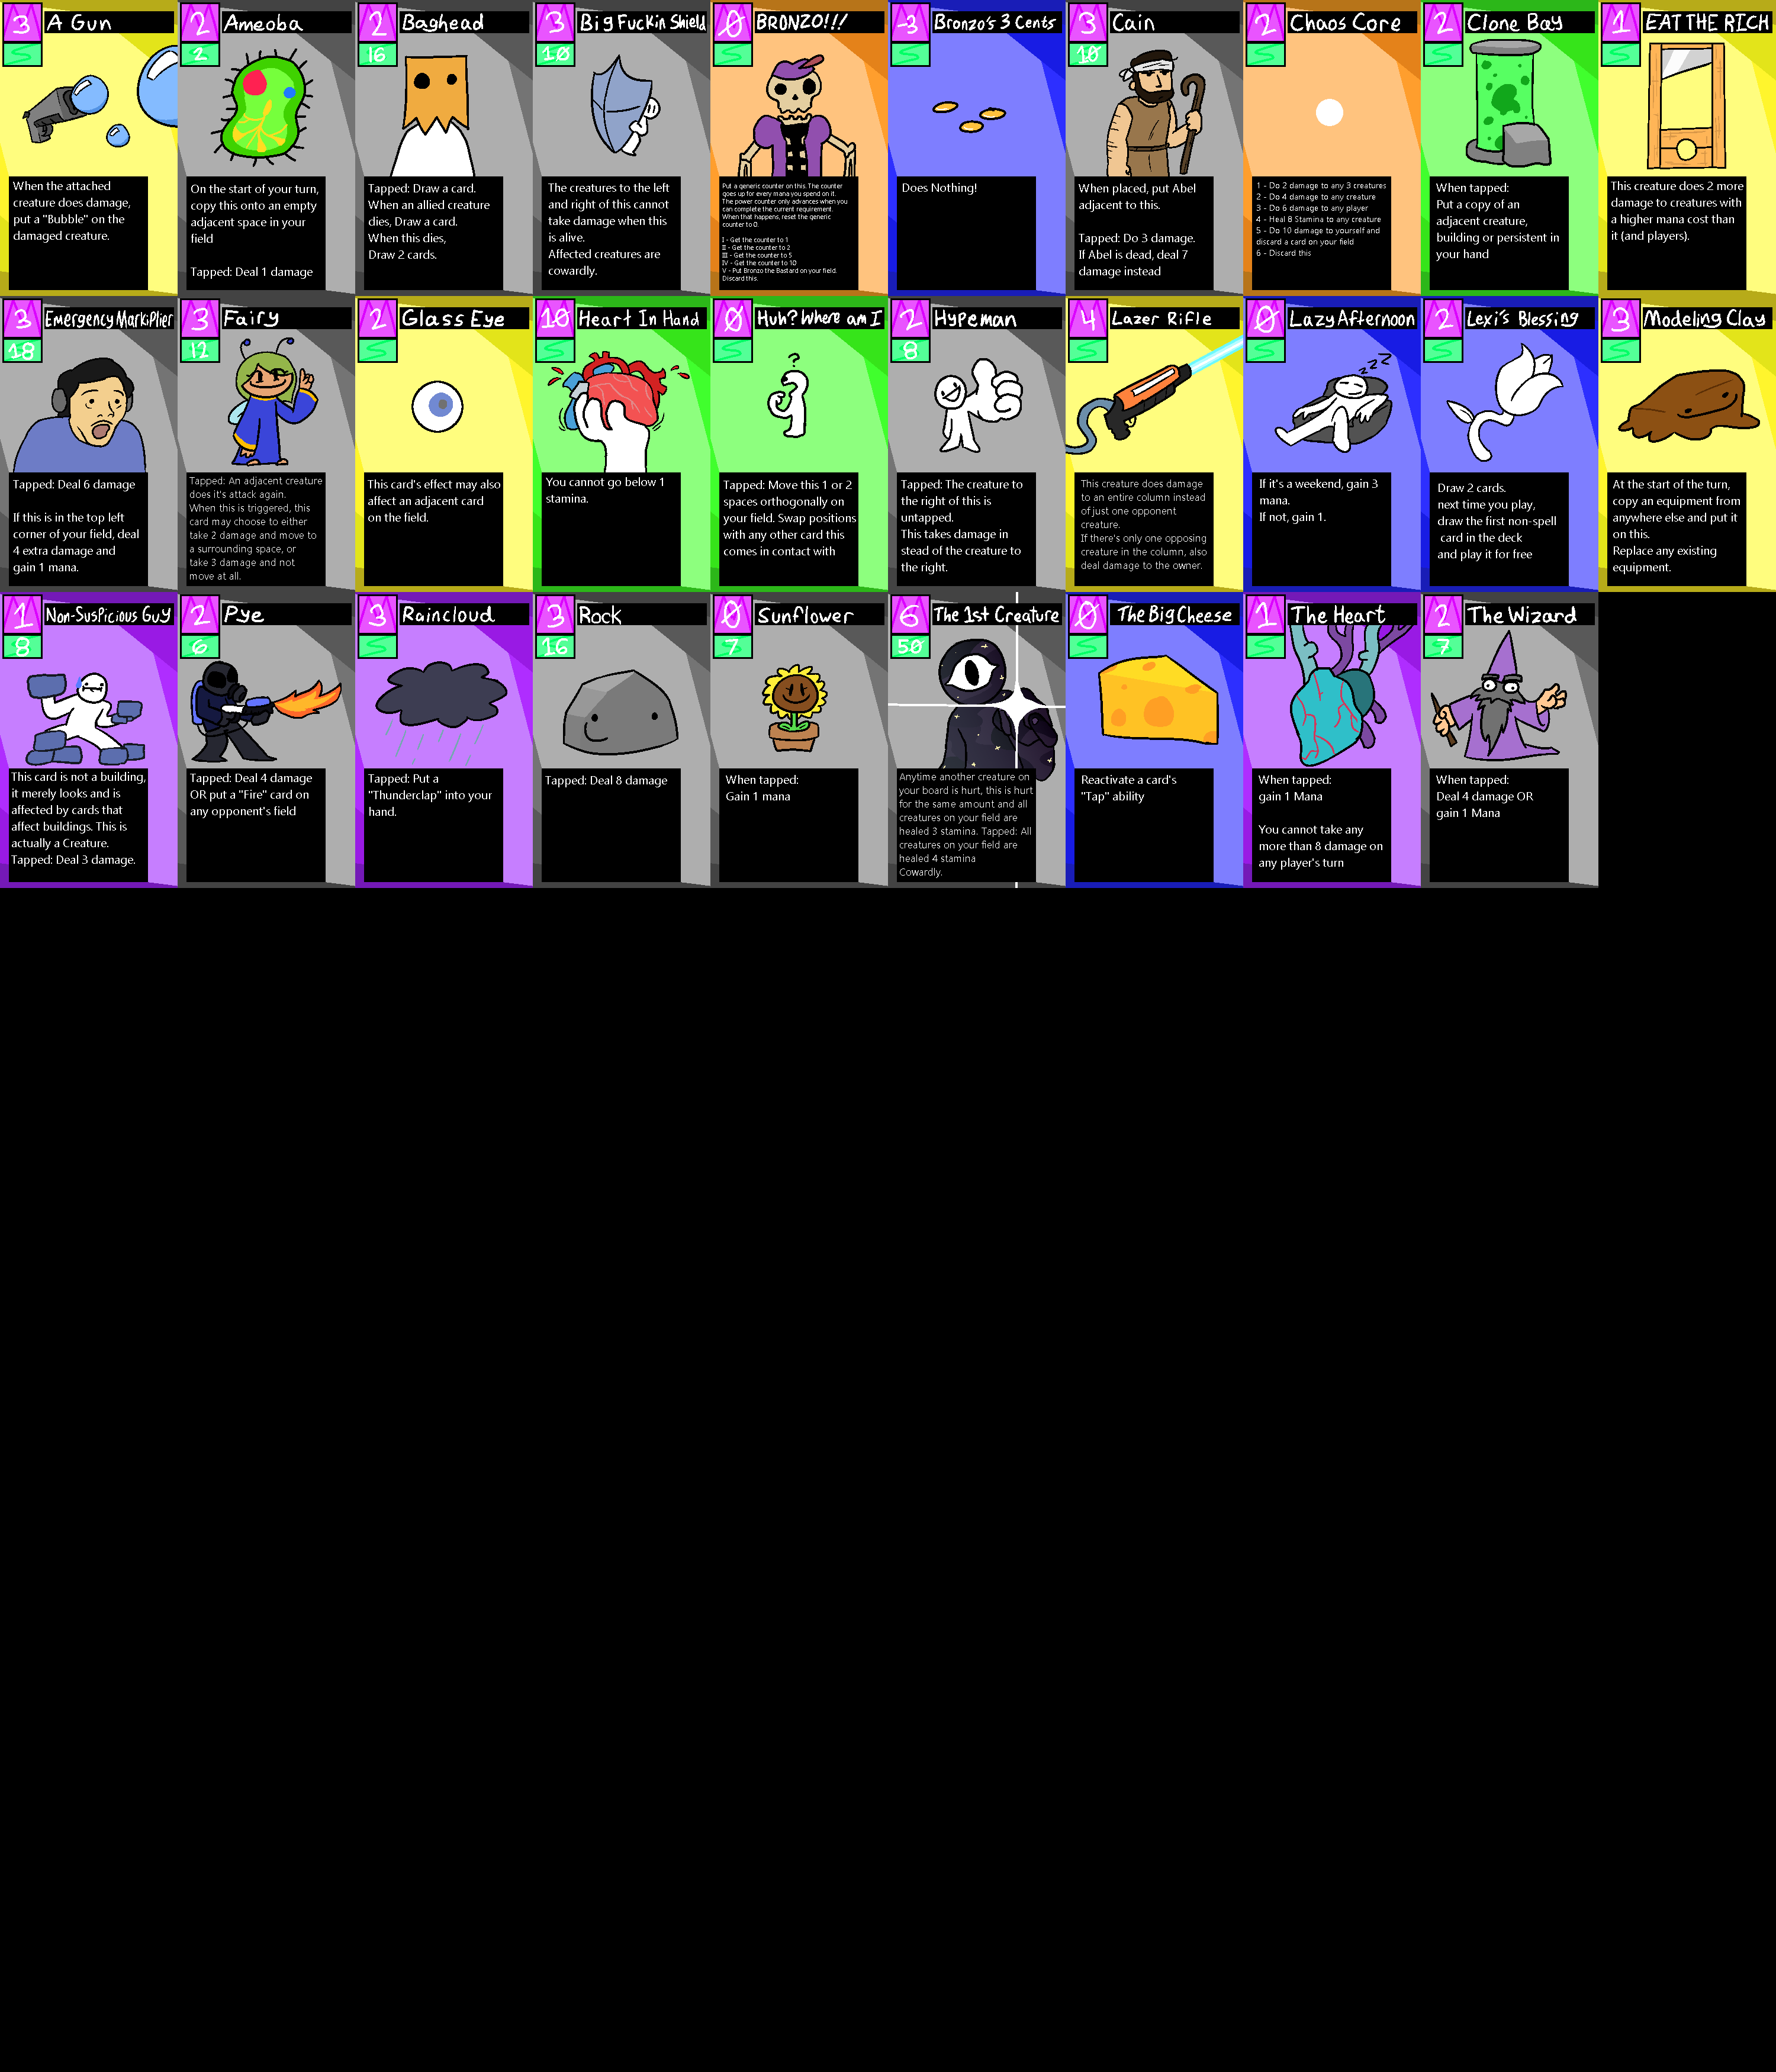 3 A Gun
S
When the attached
creature does damage,
put a "Bubble" on the
damaged creature.
2 Ameoba
2
On the start of your turn,
copy this onto an empty
adjacent space in your
field
Tapped: Deal 1 damage
2 Baghead
16
Tapped: Draw a card.
When an allied creature
dies, Draw a card.
When this dies,
Draw 2 cards.
3 Big Fuckin Shield
10
The creatures to the left
and right of this cannot
take damage when this
is alive.
Affected creatures are
cowardly.
0 BRONZO!!!
S
Put a generic counter on this. The counter
goes up for every mana you spend on it.
The power counter only advances when you
can complete the current requirement.
When that happens, reset the generic
counter to 0.
I - Get the counter to 1
II - Get the counter to 2
III - Get the counter to 5
IV - Get the counter to 10
V - Put Bronzo the Bastard on your field.
Discard this.
-3 Bronzo's 3 Cents
S
Does Nothing!
3 Cain
10
When placed, put Abel
adjacent to this.
Tapped: Do 3 damage.
If Abel is dead, deal 7
damage instead
2 Chaos Core
S
1 - Do 2 damage to any 3 creatures
2 - Do 4 damage to any creature
3 - Do 6 damage to any player
4 - Heal 8 Stamina to any creature
5 - Do 10 damage to yourself and
discard a card on your field
6 - Discard this
2 Clone Bay
S
When tapped:
Put a copy of an
adjacent creature,
building or persistent in
your hand
1 EAT THE RICH
S
This creature does 2 more
damage to creatures with
a higher mana cost than
it (and players).
3 Emergency Markiplier
18
Tapped: Deal 6 damage
If this is in the top left
corner of your field, deal
4 extra damage and
gain 1 mana.
3 Fairy
12
Tapped: An adjacent creature
does it's attack again.
When this is triggered, this
card may choose to either
take 2 damage and move to
a surrounding space, or
take 3 damage and not
move at all.
2 Glass Eye
S
This card's effect may also
affect an adjacent card
on the field.
10 Heart In Hand
S
You cannot go below 1
stamina.
0 Huh? Where am I
S
?
Tapped: Move this 1 or 2
spaces orthogonally on
your field. Swap positions
with any other card this
comes in contact with
2 Hypeman
8
Tapped: The creature to
the right of this is
untapped.
This takes damage in
stead of the creature to
the right.
4 Lazer Rifle
S
This creature does damage
to an entire column instead
of just one opponent
creature.
If there's only one opposing
creature in the column, also
deal damage to the owner.
0 Lazy Afternoon
S
zzz
If it's a weekend, gain 3
mana.
If not, gain 1.
2 Lexi's Blessing
S
Draw 2 cards.
next time you play,
draw the first non-spell
card in the deck
and play it for free
3 Modeling Clay
S
At the start of the turn,
copy an equipment from
anywhere else and put it
on this.
Replace any existing
equipment.
1 Non-Suspicious Guy
8
This card is not a building,
it merely looks and is
affected by cards that
affect buildings. This is
actually a Creature.
Tapped: Deal 3 damage.
2 Pye
6
Tapped: Deal 4 damage
OR put a "Fire" card on
any opponent's field
3 Raincloud
S
Tapped: Put a
"Thunderclap" into your
hand.
3 Rock
16
Tapped: Deal 8 damage
0 Sunflower
7
When tapped:
Gain 1 mana
6 The 1st Creature
50
Anytime another creature on
your board is hurt, this is hurt
for the same amount and all
creatures on your field are
healed 3 stamina. Tapped: All
creatures on your field are
healed 4 stamina
Cowardly.
0 The Big Cheese
S
Reactivate a card's
"Tap" ability
1 The Heart
S
When tapped:
gain 1 Mana
You cannot take any
more than 8 damage on
any player's turn
2 The Wizard
7
When tapped:
Deal 4 damage OR
gain 1 Mana